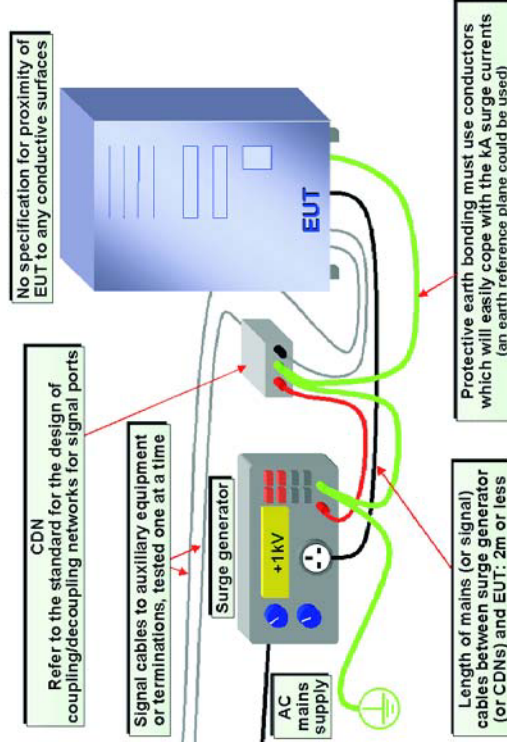 No specification for proximity of
EUT to any conductive surfaces
CDN
Refer to the standard for the design of
coupling/decoupling networks for signal ports
Signal cables to auxiliary equipment
or terminations, tested one at a time
Surge generator
+1kV
EUT
AC
mains
supply
Length of mains (or signal)
cables between surge generator
(or CDNs) and EUT: 2m or less
Protective earth bonding must use conductors
which will easily cope with the kA surge currents
(an earth reference plane could be used)